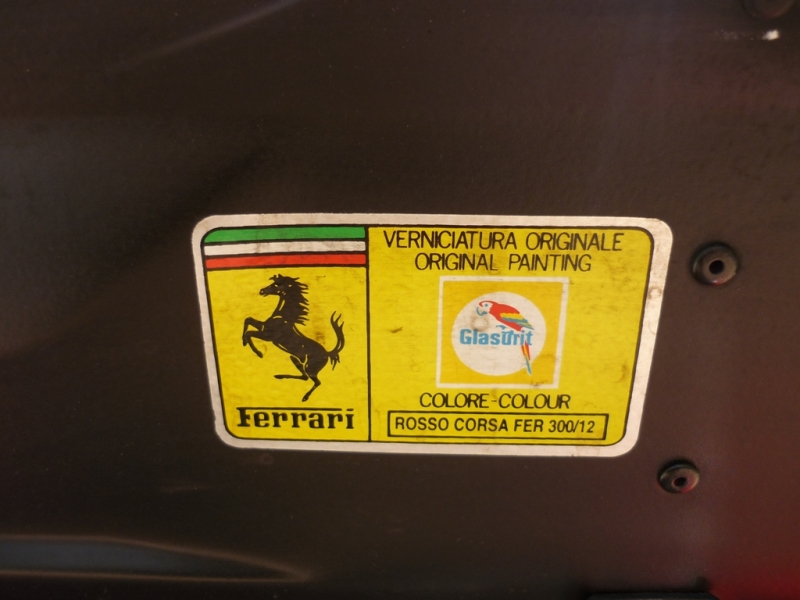 VERNICIATURA ORIGINALE
ORIGINAL PAINTING
Glasurit
COLORE-COLOUR
ROSSO CORSA FER 300/12
Ferrari